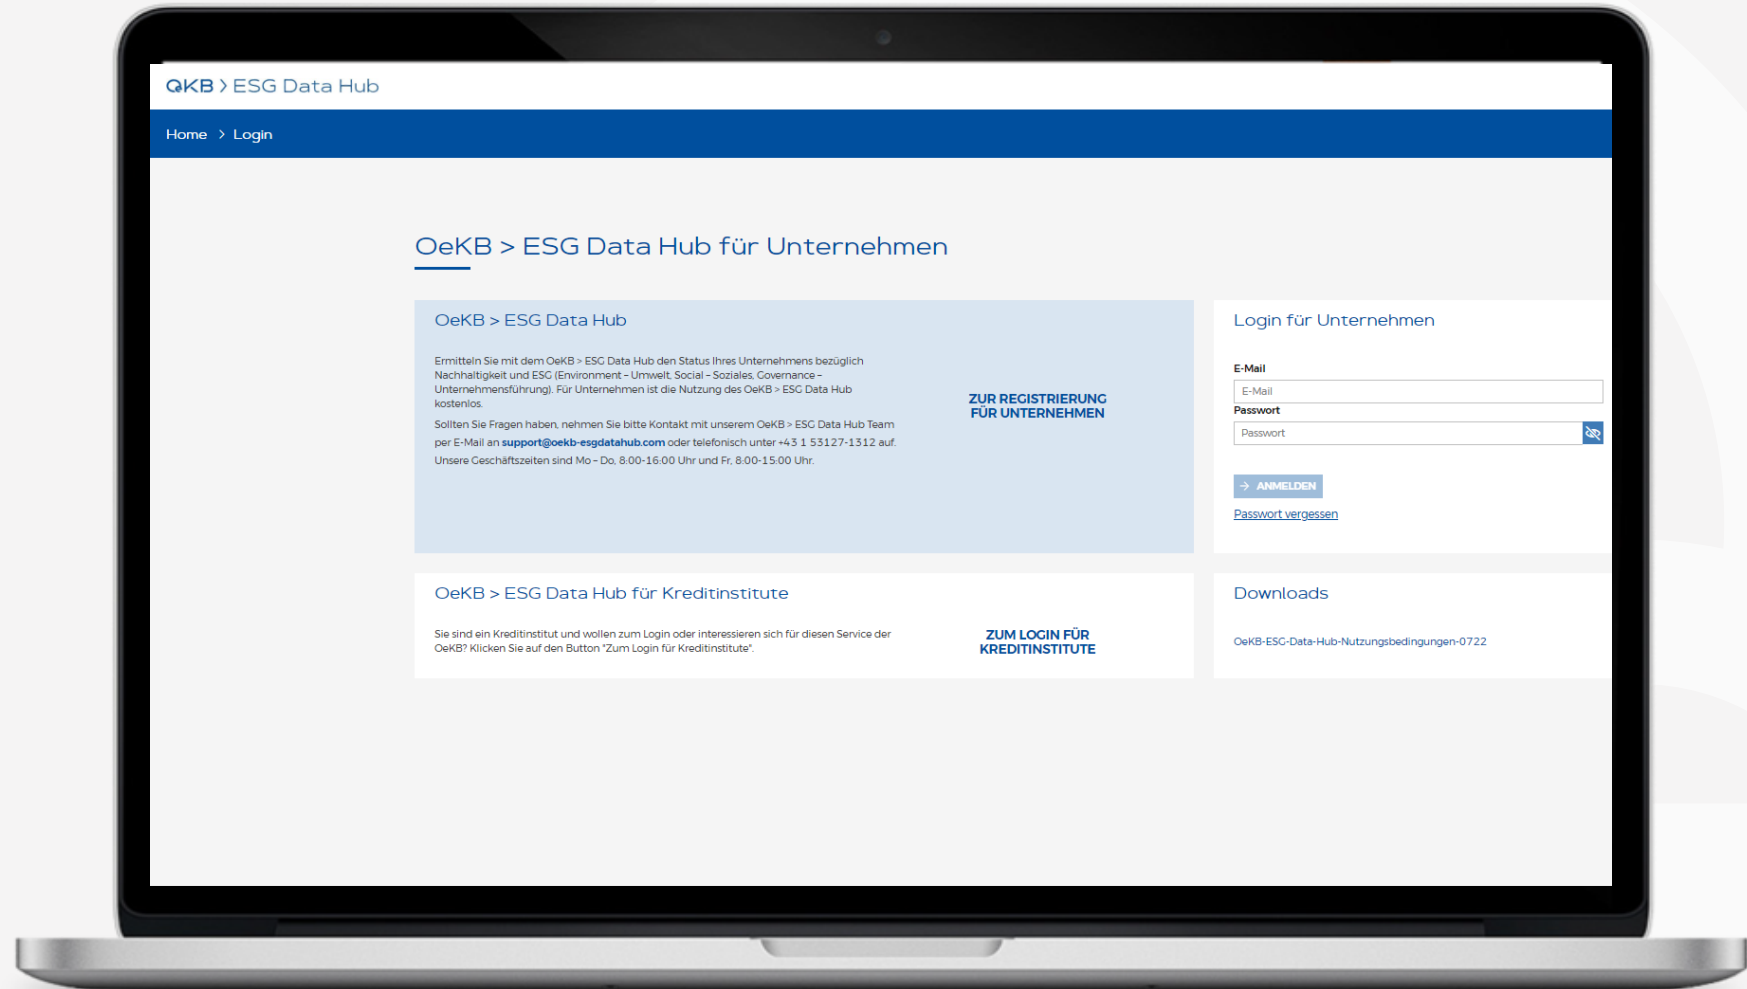 OKB > ESG Data Hub
Home > Login
OeKB > ESG Data Hub für Unternehmen
OeKB > ESG Data Hub
Ermitteln Sie mit dem OeKB > ESG Data Hub den Status Ihres Unternehmens bezüglich
Nachhaltigkeit und ESG (Environment – Umwelt, Social – Soziales, Governance –
Unternehmensführung). Für Unternehmen ist die Nutzung des OeKB > ESG Data Hub
kostenlos.
Sollten Sie Fragen haben, nehmen Sie bitte Kontakt mit unserem OeKB > ESG Data Hub Team
per E-Mail an support@oekb-esgdatahub.com oder telefonisch unter +43 1 53127-1312 auf.
Unsere Geschäftszeiten sind Mo – Do, 8:00-16:00 Uhr und Fr, 8:00-15:00 Uhr.
ZUR REGISTRIERUNG
FÜR UNTERNEHMEN
Login für Unternehmen
E-Mail
E-Mail
Passwort
Passwort
→ ANMELDEN
Passwort vergessen
OeKB > ESG Data Hub für Kreditinstitute
Sie sind ein Kreditinstitut und wollen zum Login oder interessieren sich für diesen Service der
OeKB? Klicken Sie auf den Button "Zum Login für Kreditinstitute".
ZUM LOGIN FÜR
KREDITINSTITUTE
Downloads
OeKB-ESG-Data-Hub-Nutzungsbedingungen-0722